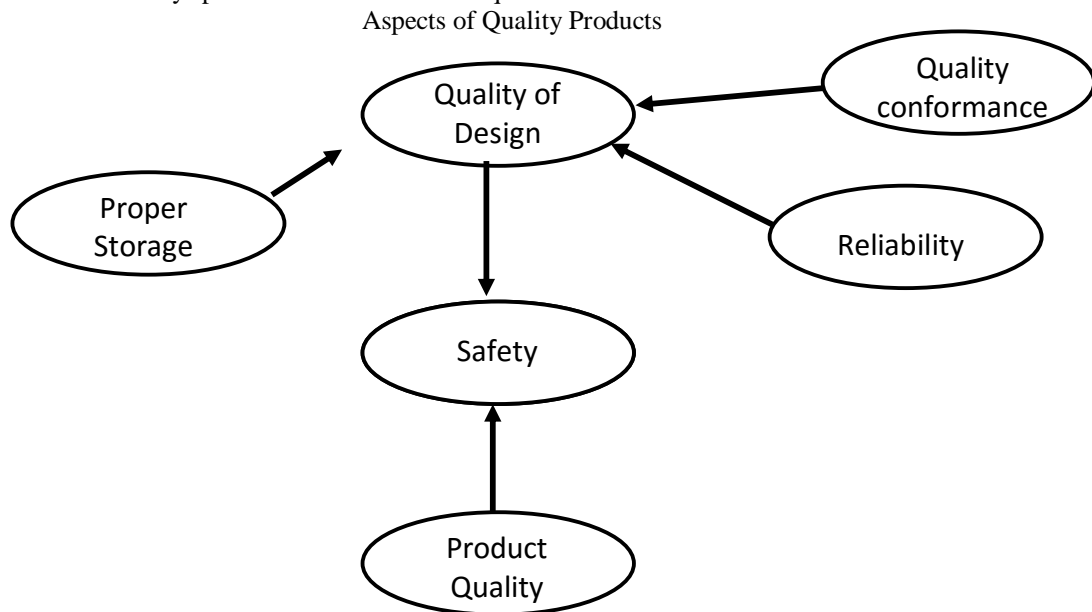 Aspects of Quality Products
Quality of
Design
Quality
conformance
Proper
Storage
Reliability
Safety
Product
Quality